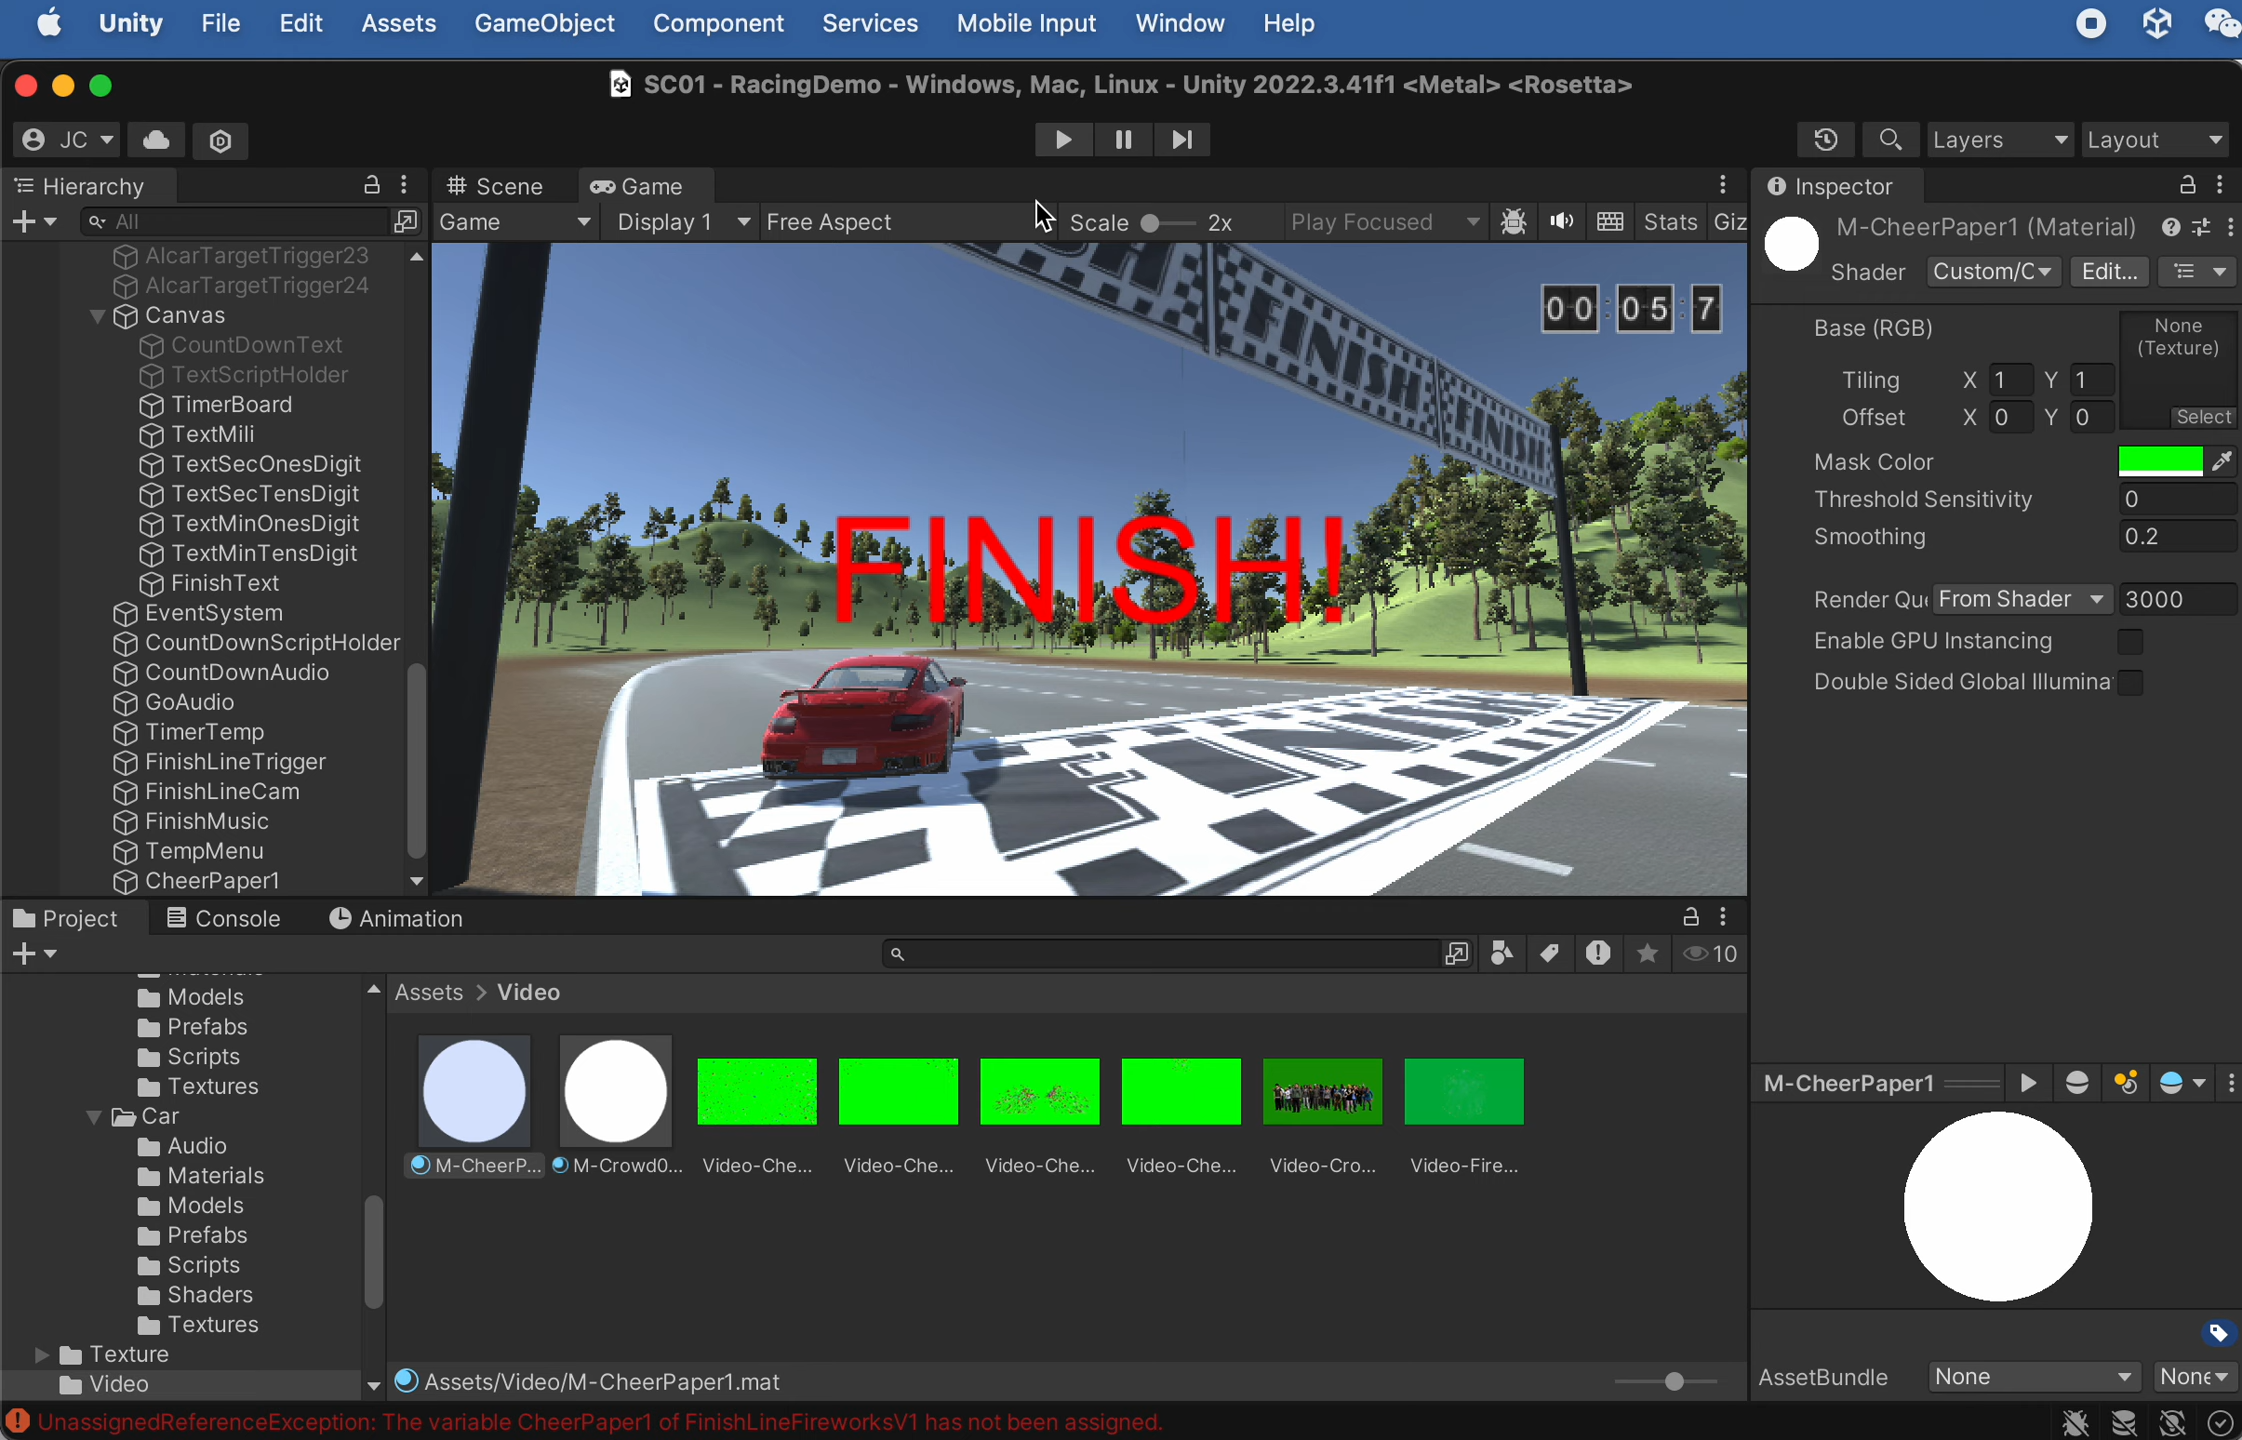 Unity File Edit Assets GameObject Component Services Mobile Input Window Help
SC01 - RacingDemo - Windows, Mac, Linux - Unity 2022.3.41f1 <Metal> <Rosetta>
JC
Layers
Layout
Hierarchy
All
AIcarTargetTrigger23
AIcarTargetTrigger24
Canvas
CountDownText
TextScriptHolder
TimerBoard
TextMili
TextSecOnesDigit
TextSecTensDigit
TextMinOnesDigit
TextMinTensDigit
FinishText
EventSystem
CountDownScriptHolder
CountDownAudio
GoAudio
TimerTemp
FinishLineTrigger
FinishLineCam
FinishMusic
TempMenu
CheerPaper1
Scene
Game
Game Display 1 Free Aspect Scale 2x Play Focused Stats Giz
00:05:7
FINISH
FINISH
FINISH!
Inspector
M-CheerPaper1 (Material)
Shader Custom/C Edit...
Base (RGB)
None
(Texture)
Tiling X 1 Y 1
Offset X 0 Y 0
Select
Mask Color
Threshold Sensitivity 0
Smoothing 0.2
Render Qu From Shader 3000
Enable GPU Instancing
Double Sided Global Illumina
Project
Console
Animation
10
Models
Prefabs
Scripts
Textures
Car
Audio
Materials
Models
Prefabs
Scripts
Shaders
Textures
Texture
Video
Assets > Video
M-CheerP... M-Crowd0... Video-Che... Video-Che... Video-Che... Video-Che... Video-Cro... Video-Fire...
Assets/Video/M-CheerPaper1.mat
M-CheerPaper1
AssetBundle None None
UnassignedReferenceException: The variable CheerPaper1 of FinishLineFireworksV1 has not been assigned.